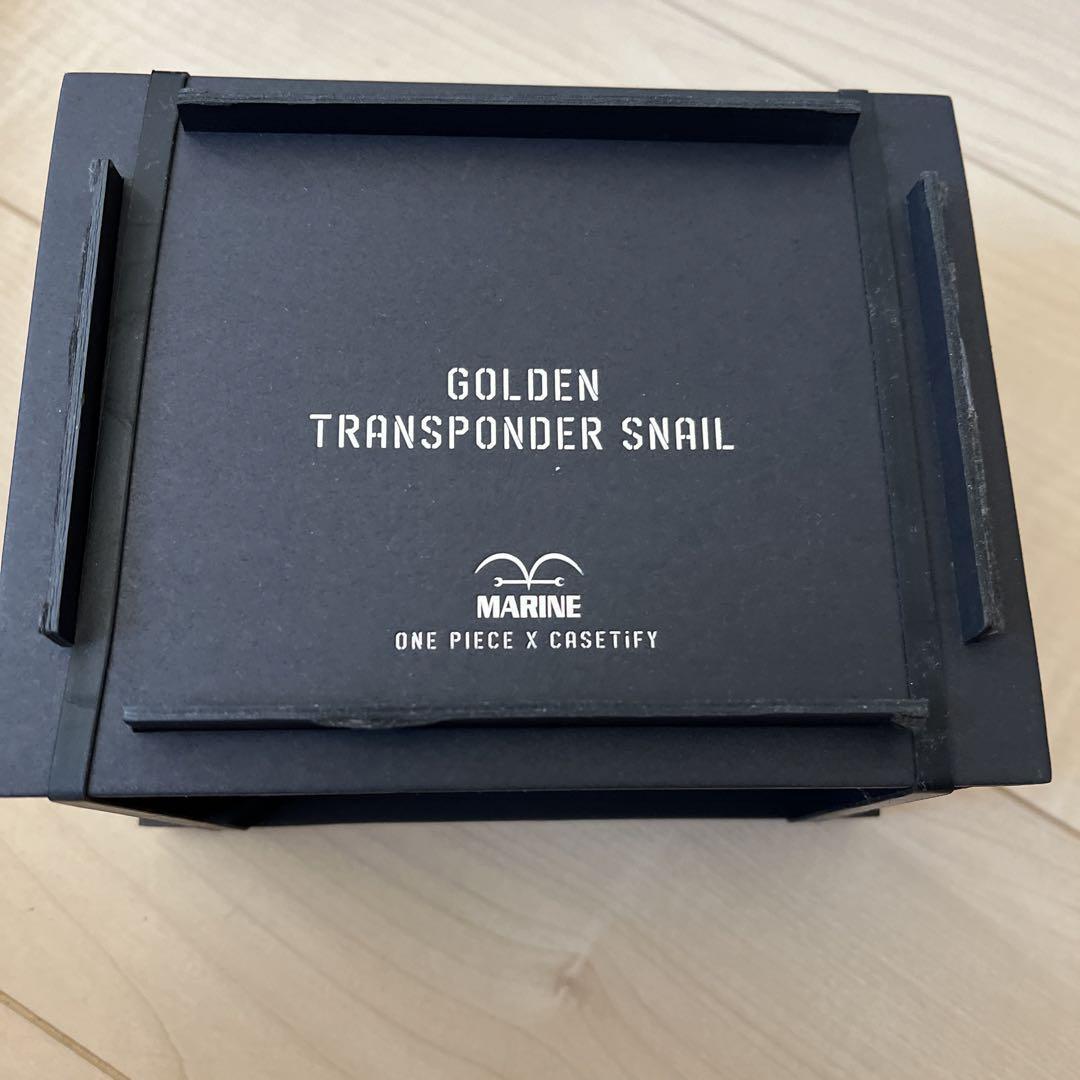 GOLDEN
TRANSPONDER SNAIL
MARINE
ONE PIECE X CASETiFY